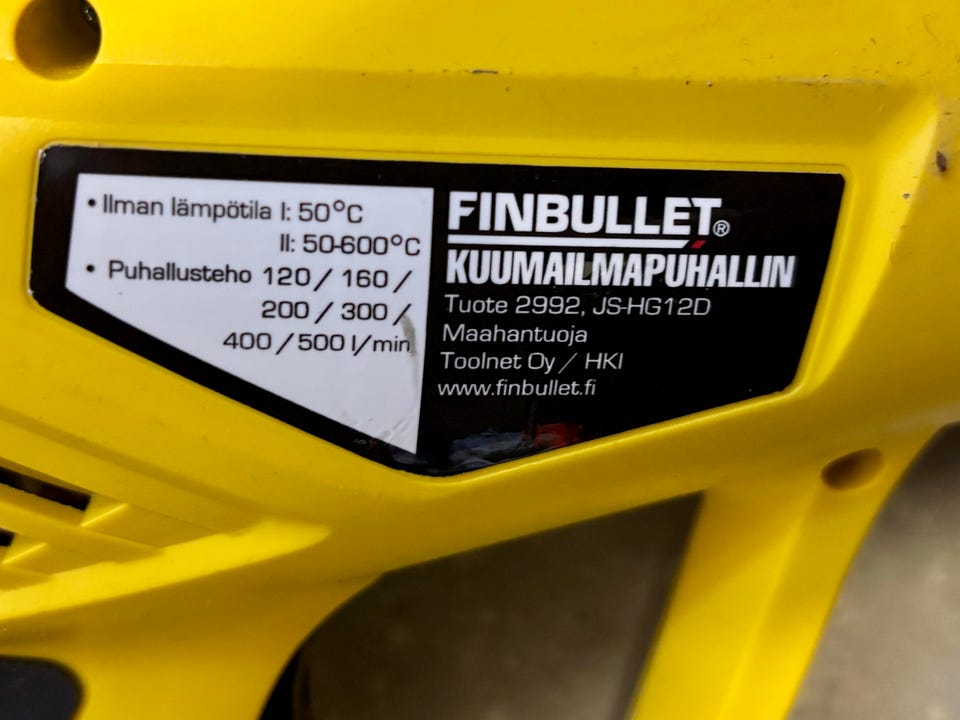 • Ilman lämpötila I: 50°C
II: 50-600°C
• Puhallusteho 120 / 160 /
200 / 300 /
400 / 500 l/min
FINBULLET®
KUUMAILMAPUHALLIN
Tuote 2992, JS-HG12D
Maahantuoja
Toolnet Oy / HKI
www.finbullet.fi